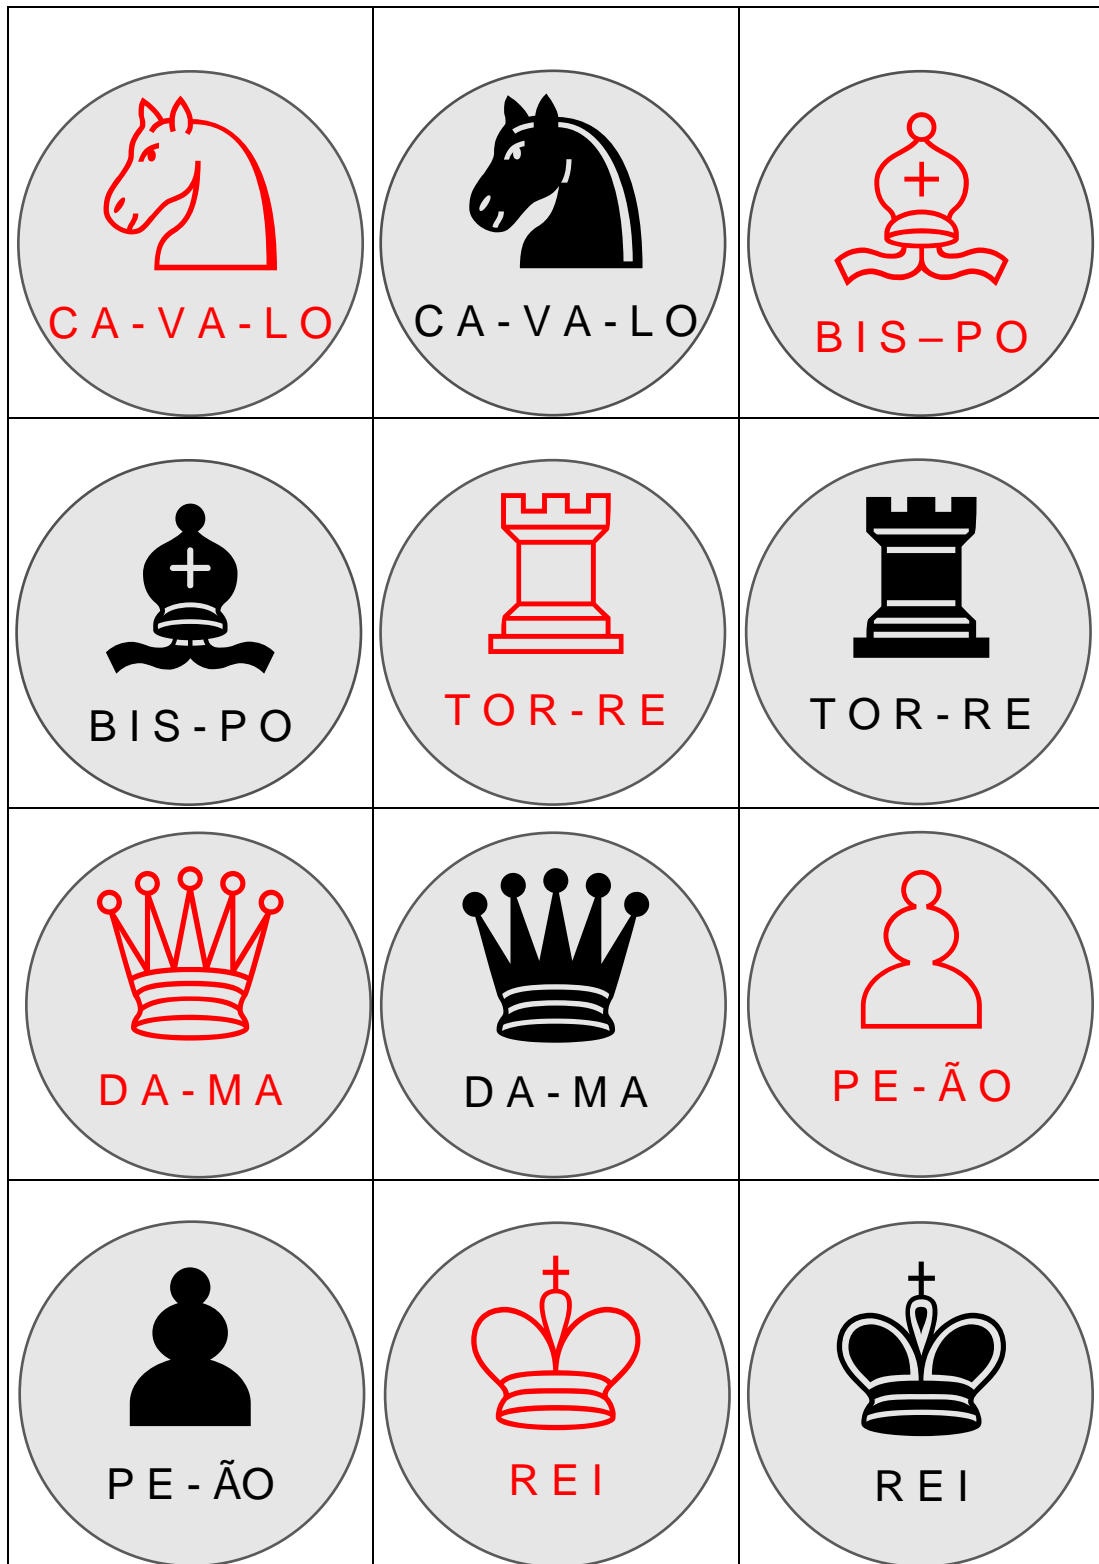 CA-VA-LO
CA-VA-LO
BIS–PO
BIS-PO
TOR-RE
TOR-RE
DA-MA
DA-MA
PE-ÃO
PE-ÃO
REI
REI